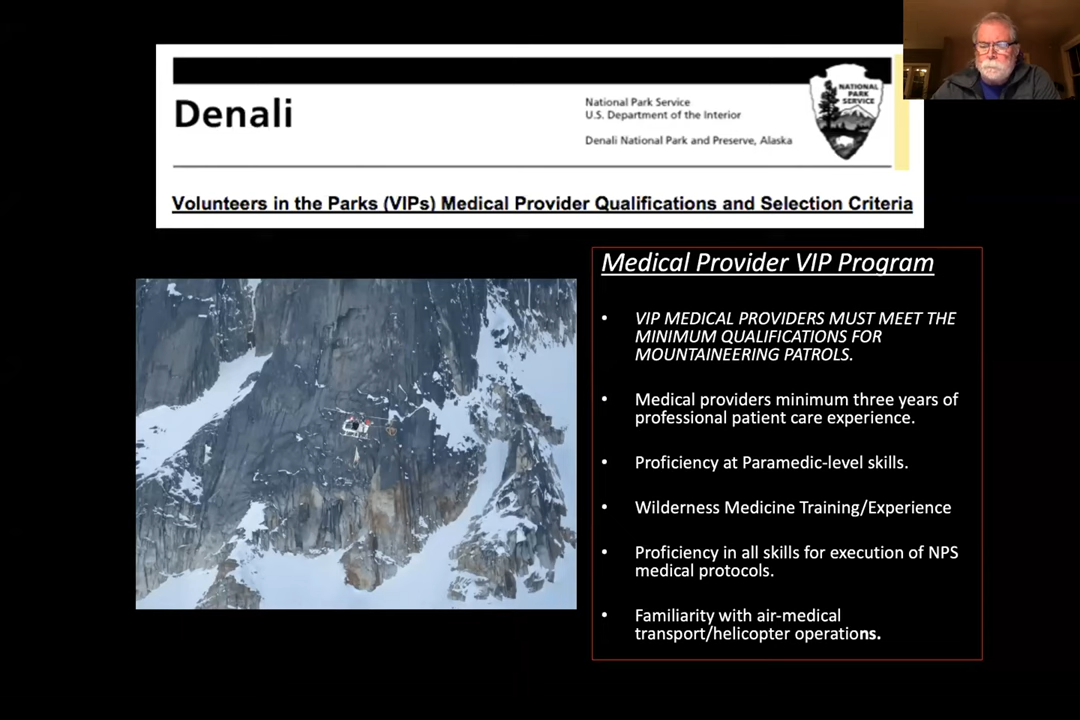 Denali
National Park Service
U.S. Department of the Interior
Denali National Park and Preserve, Alaska
NATIONAL
PARK
SERVICE
Volunteers in the Parks (VIPs) Medical Provider Qualifications and Selection Criteria
Medical Provider VIP Program
• VIP MEDICAL PROVIDERS MUST MEET THE
MINIMUM QUALIFICATIONS FOR
MOUNTAINEERING PATROLS.
• Medical providers minimum three years of
professional patient care experience.
• Proficiency at Paramedic-level skills.
• Wilderness Medicine Training/Experience
• Proficiency in all skills for execution of NPS
medical protocols.
• Familiarity with air-medical
transport/helicopter operations.